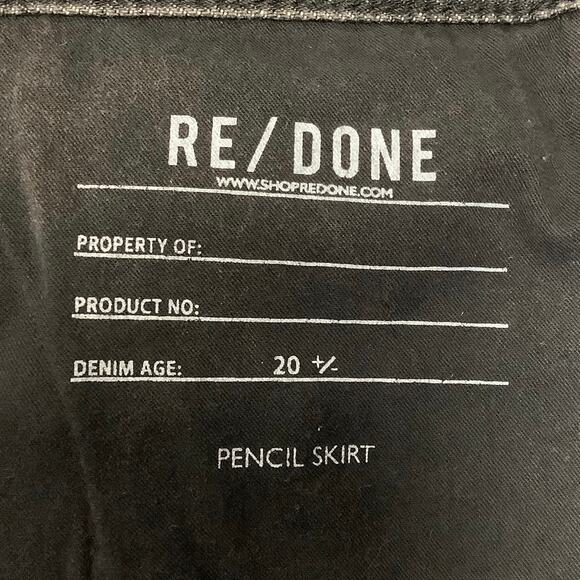 RE/DONE
WWW.SHOPREDONE.COM
PROPERTY OF:
PRODUCT NO:
DENIM AGE: 20 +/-
PENCIL SKIRT